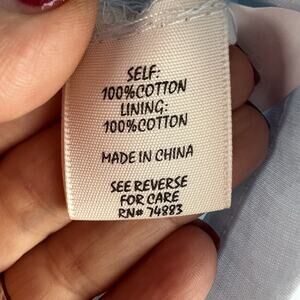 SELF:
100%COTTON
LINING:
100%COTTON
MADE IN CHINA
SEE REVERSE
FOR CARE
RN# 74883